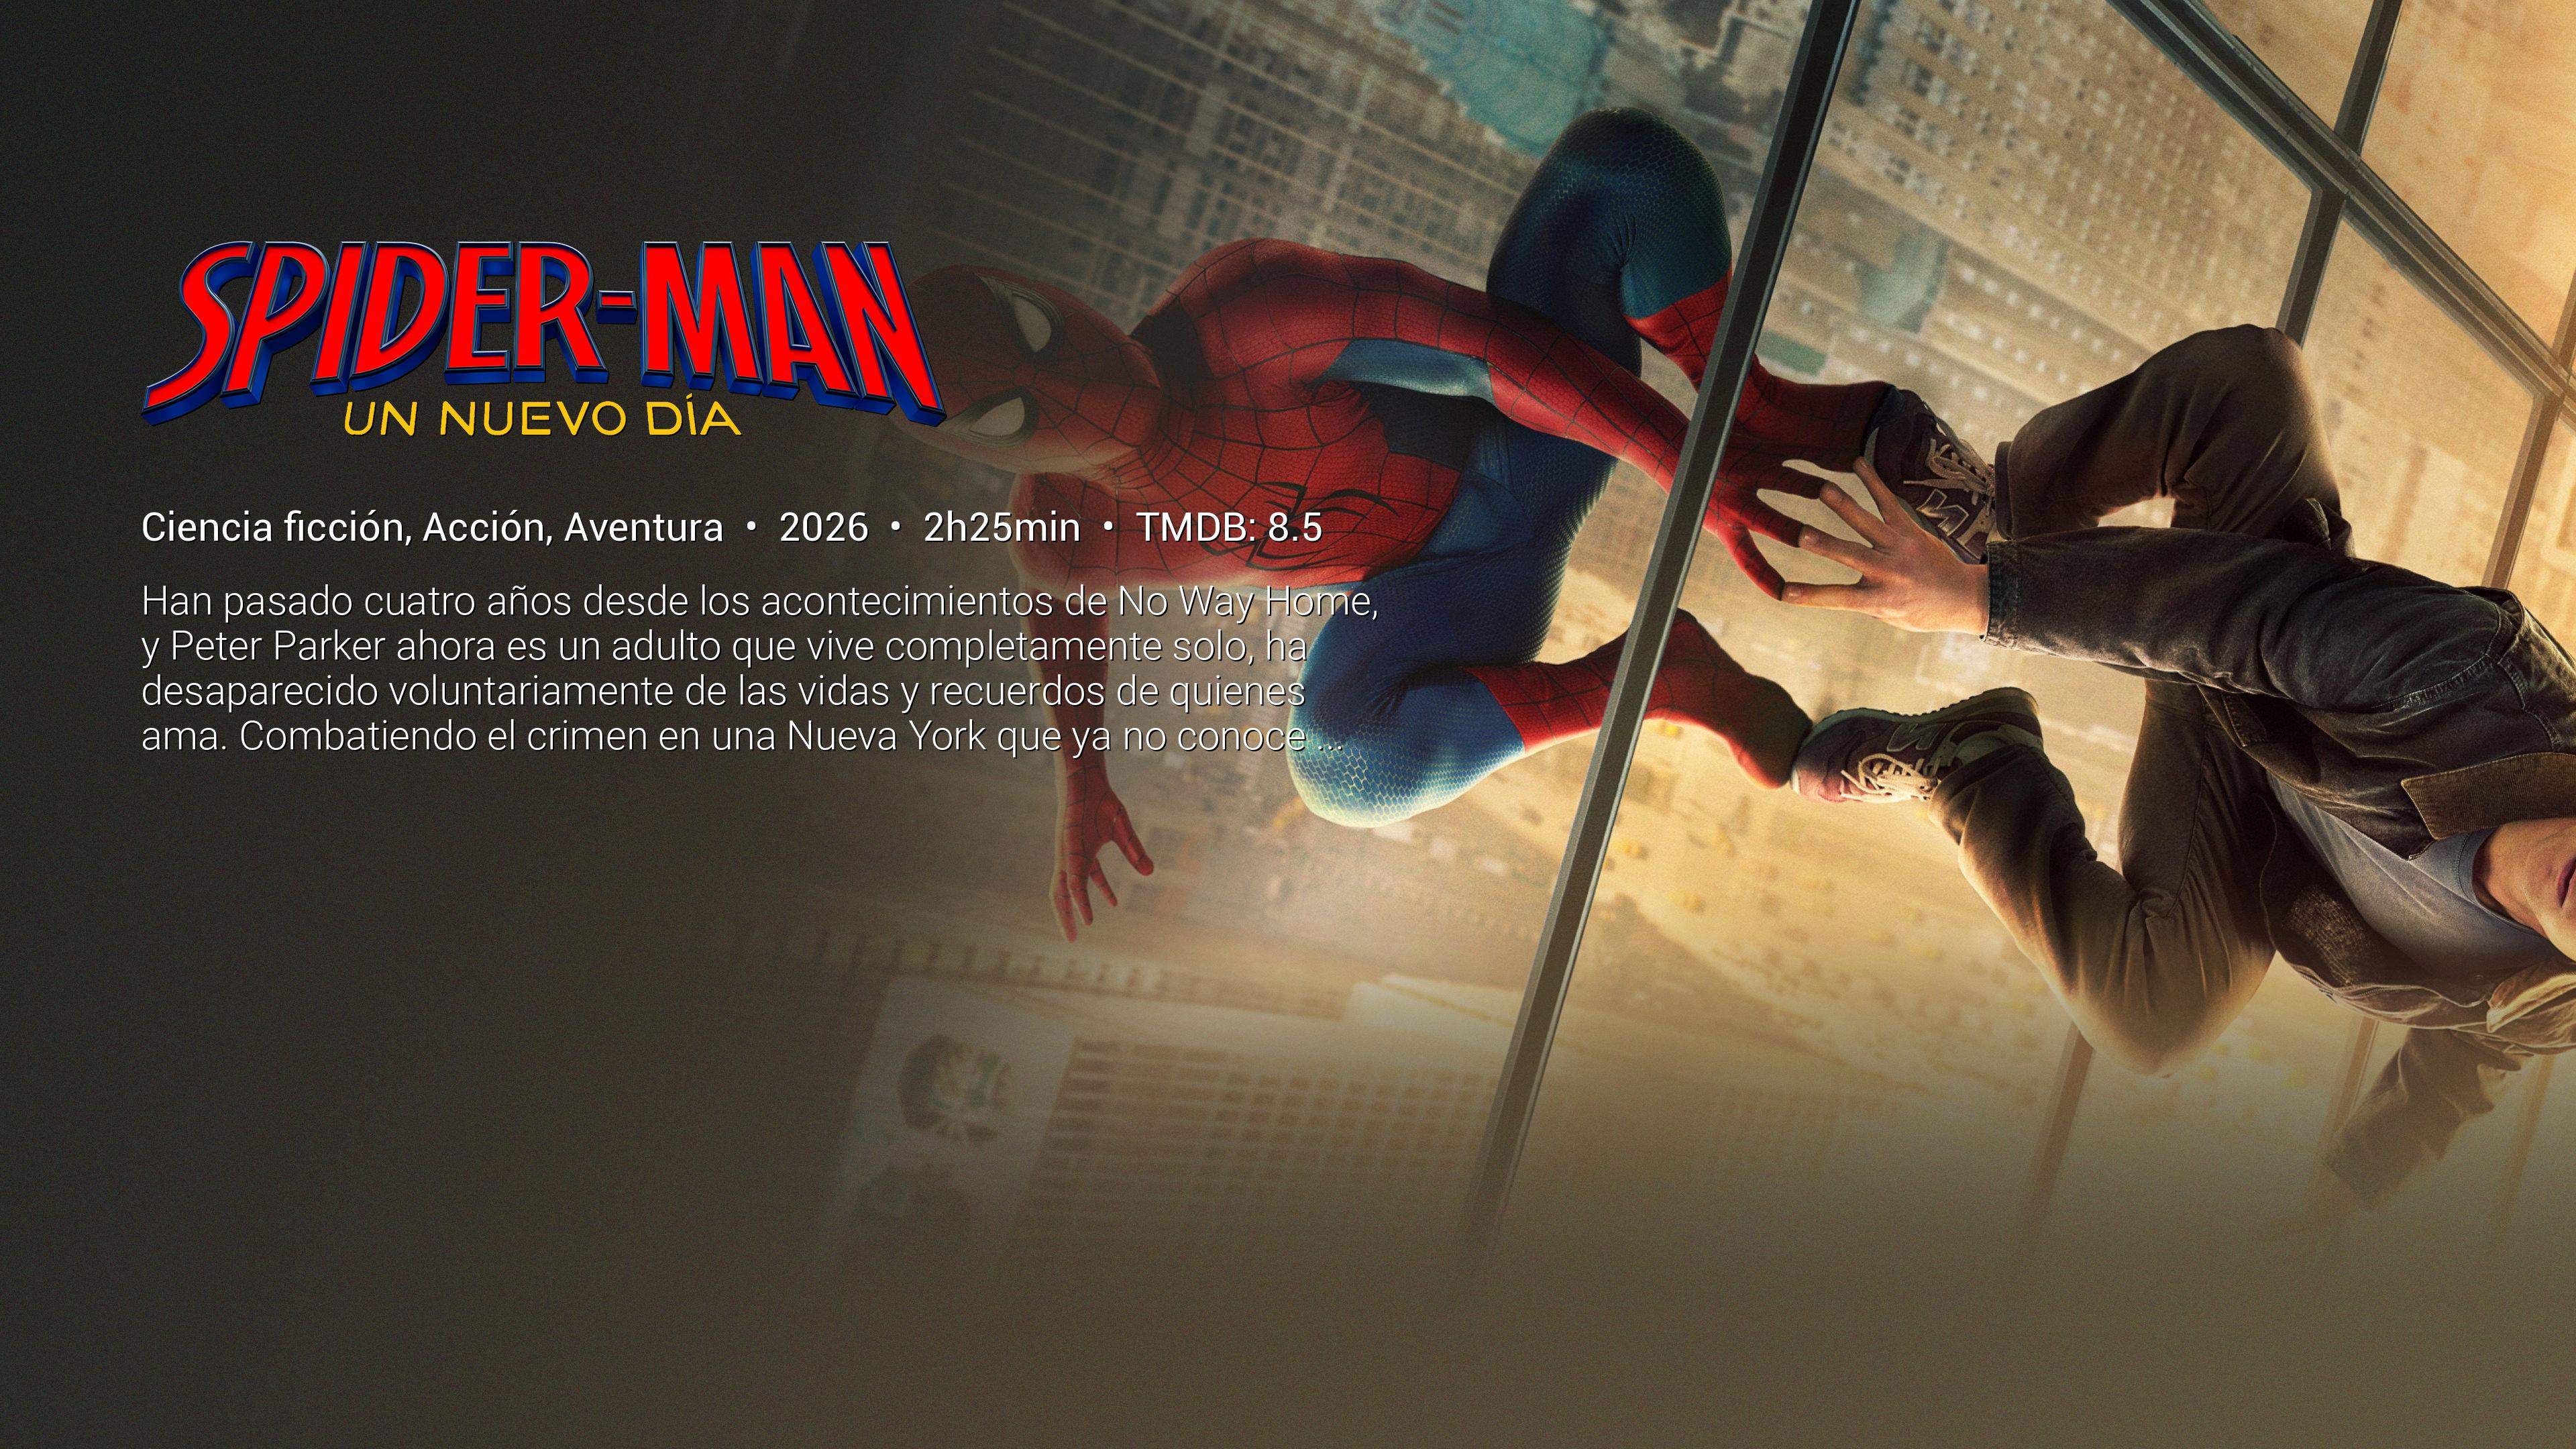 SPIDER-MAN
UN NUEVO DÍA
Ciencia ficción, Acción, Aventura • 2026 • 2h25min • TMDB: 8.5
Han pasado cuatro años desde los acontecimientos de No Way Home,
y Peter Parker ahora es un adulto que vive completamente solo, ha
desaparecido voluntariamente de las vidas y recuerdos de quienes
ama. Combatiendo el crimen en una Nueva York que ya no conoce ...